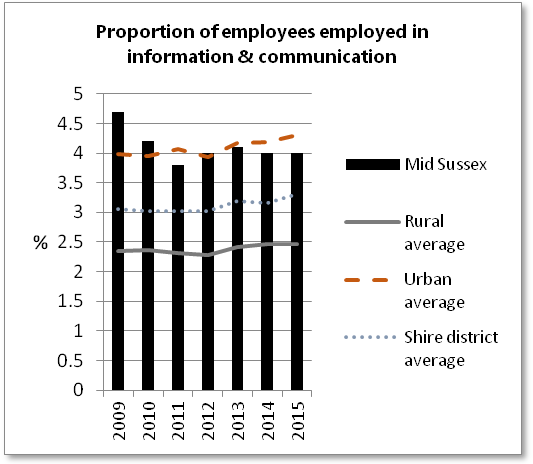 Proportion of employees employed in
information & communication
5
4.5
4
3.5
3
2.5
2
1.5
1
0.5
0
%
2009
2010
2011
2012
2013
2014
2015
Mid Sussex
Rural
average
Urban
average
Shire district
average